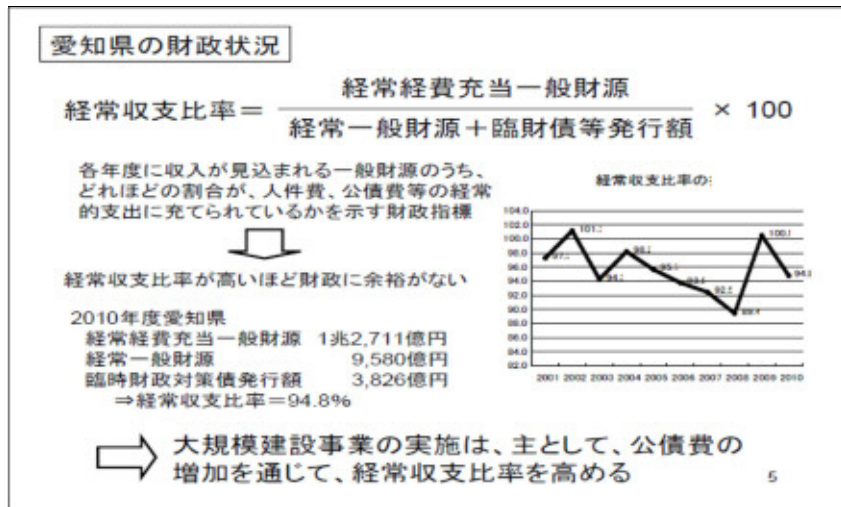 愛知県の財政状況
経常収支比率＝
経常経費充当一般財源
経常一般財源＋臨財債等発行額
× 100
各年度に収入が見込まれる一般財源のうち、
どれほどの割合が、人件費、公債費等の経常
的支出に充てられているかを示す財政指標
経常収支比率が高いほど財政に余裕がない
2010年度愛知県
経常経費充当一般財源 1兆2,711億円
経常一般財源 9,580億円
臨時財政対策債発行額 3,826億円
⇒経常収支比率＝94.8%
経常収支比率の
104.0
102.0
100.0
98.0
96.0
94.0
92.0
90.0
88.0
86.0
84.0
82.0
2001 2002 2003 2004 2005 2006 2007 2008 2009 2010
大規模建設事業の実施は、主として、公債費の
増加を通じて、経常収支比率を高める
5